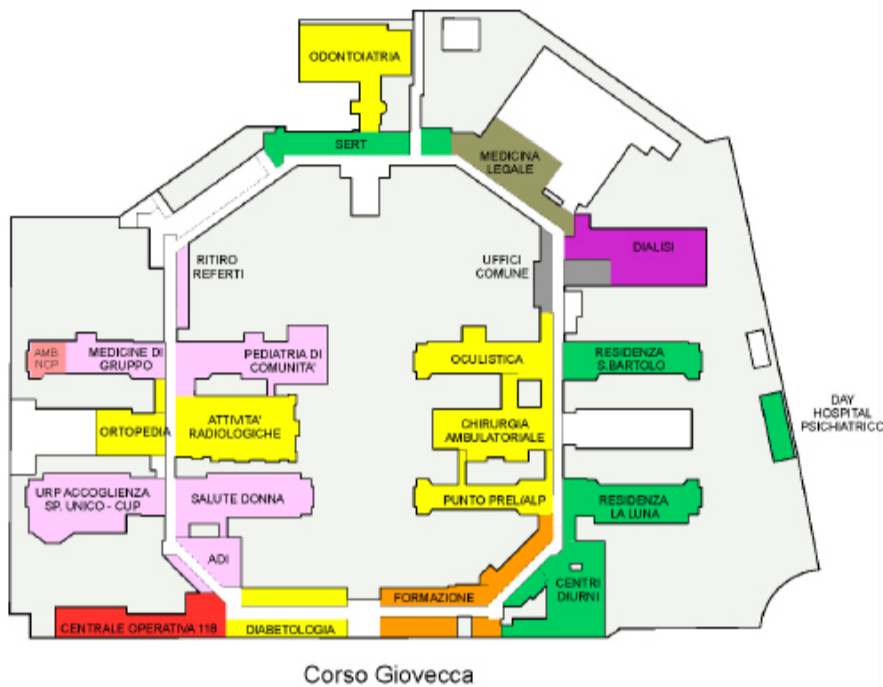 ODONTOIATRIA
SERT
MEDICINA
LEGALE
DIALISI
RITIRO
REFERTI
UFFICI
COMUNE
AMB.
NCP
MEDICINE DI
GRUPPO
PEDIATRIA DI
COMUNITA'
OCULISTICA
RESIDENZA
S.BARTOLO
DAY
HOSPITAL
PSICHIATRICO
ORTOPEDIA
ATTIVITA'
RADIOLOGICHE
CHIRURGIA
AMBULATORIALE
URP ACCOGLIENZA
SP. UNICO - CUP
SALUTE DONNA
PUNTO PREL/ALP
RESIDENZA
LA LUNA
ADI
CENTRI
DIURNI
FORMAZIONE
CENTRALE OPERATIVA 118
DIABETOLOGIA
Corso Giovecca